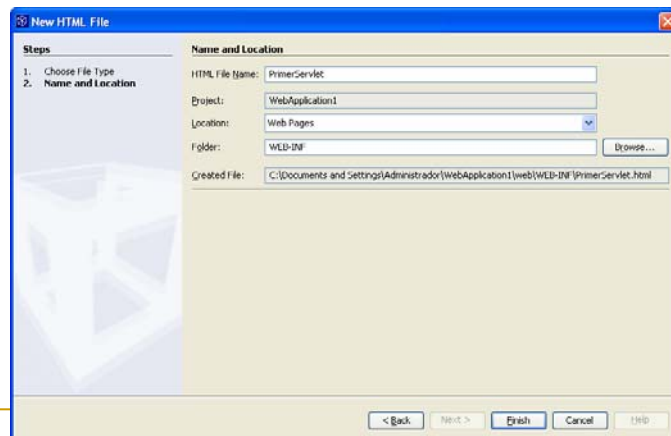 New HTML File
Steps
1. Choose File Type
2. Name and Location
Name and Location
HTML File Name: PrimerServlet
Project: WebApplication1
Location: Web Pages
Folder: WEB-INF Browse...
Created File: C:\Documents and Settings\Administrador\WebApplication1\web\WEB-INF\PrimerServlet.html
< Back Next > Finish Cancel Help